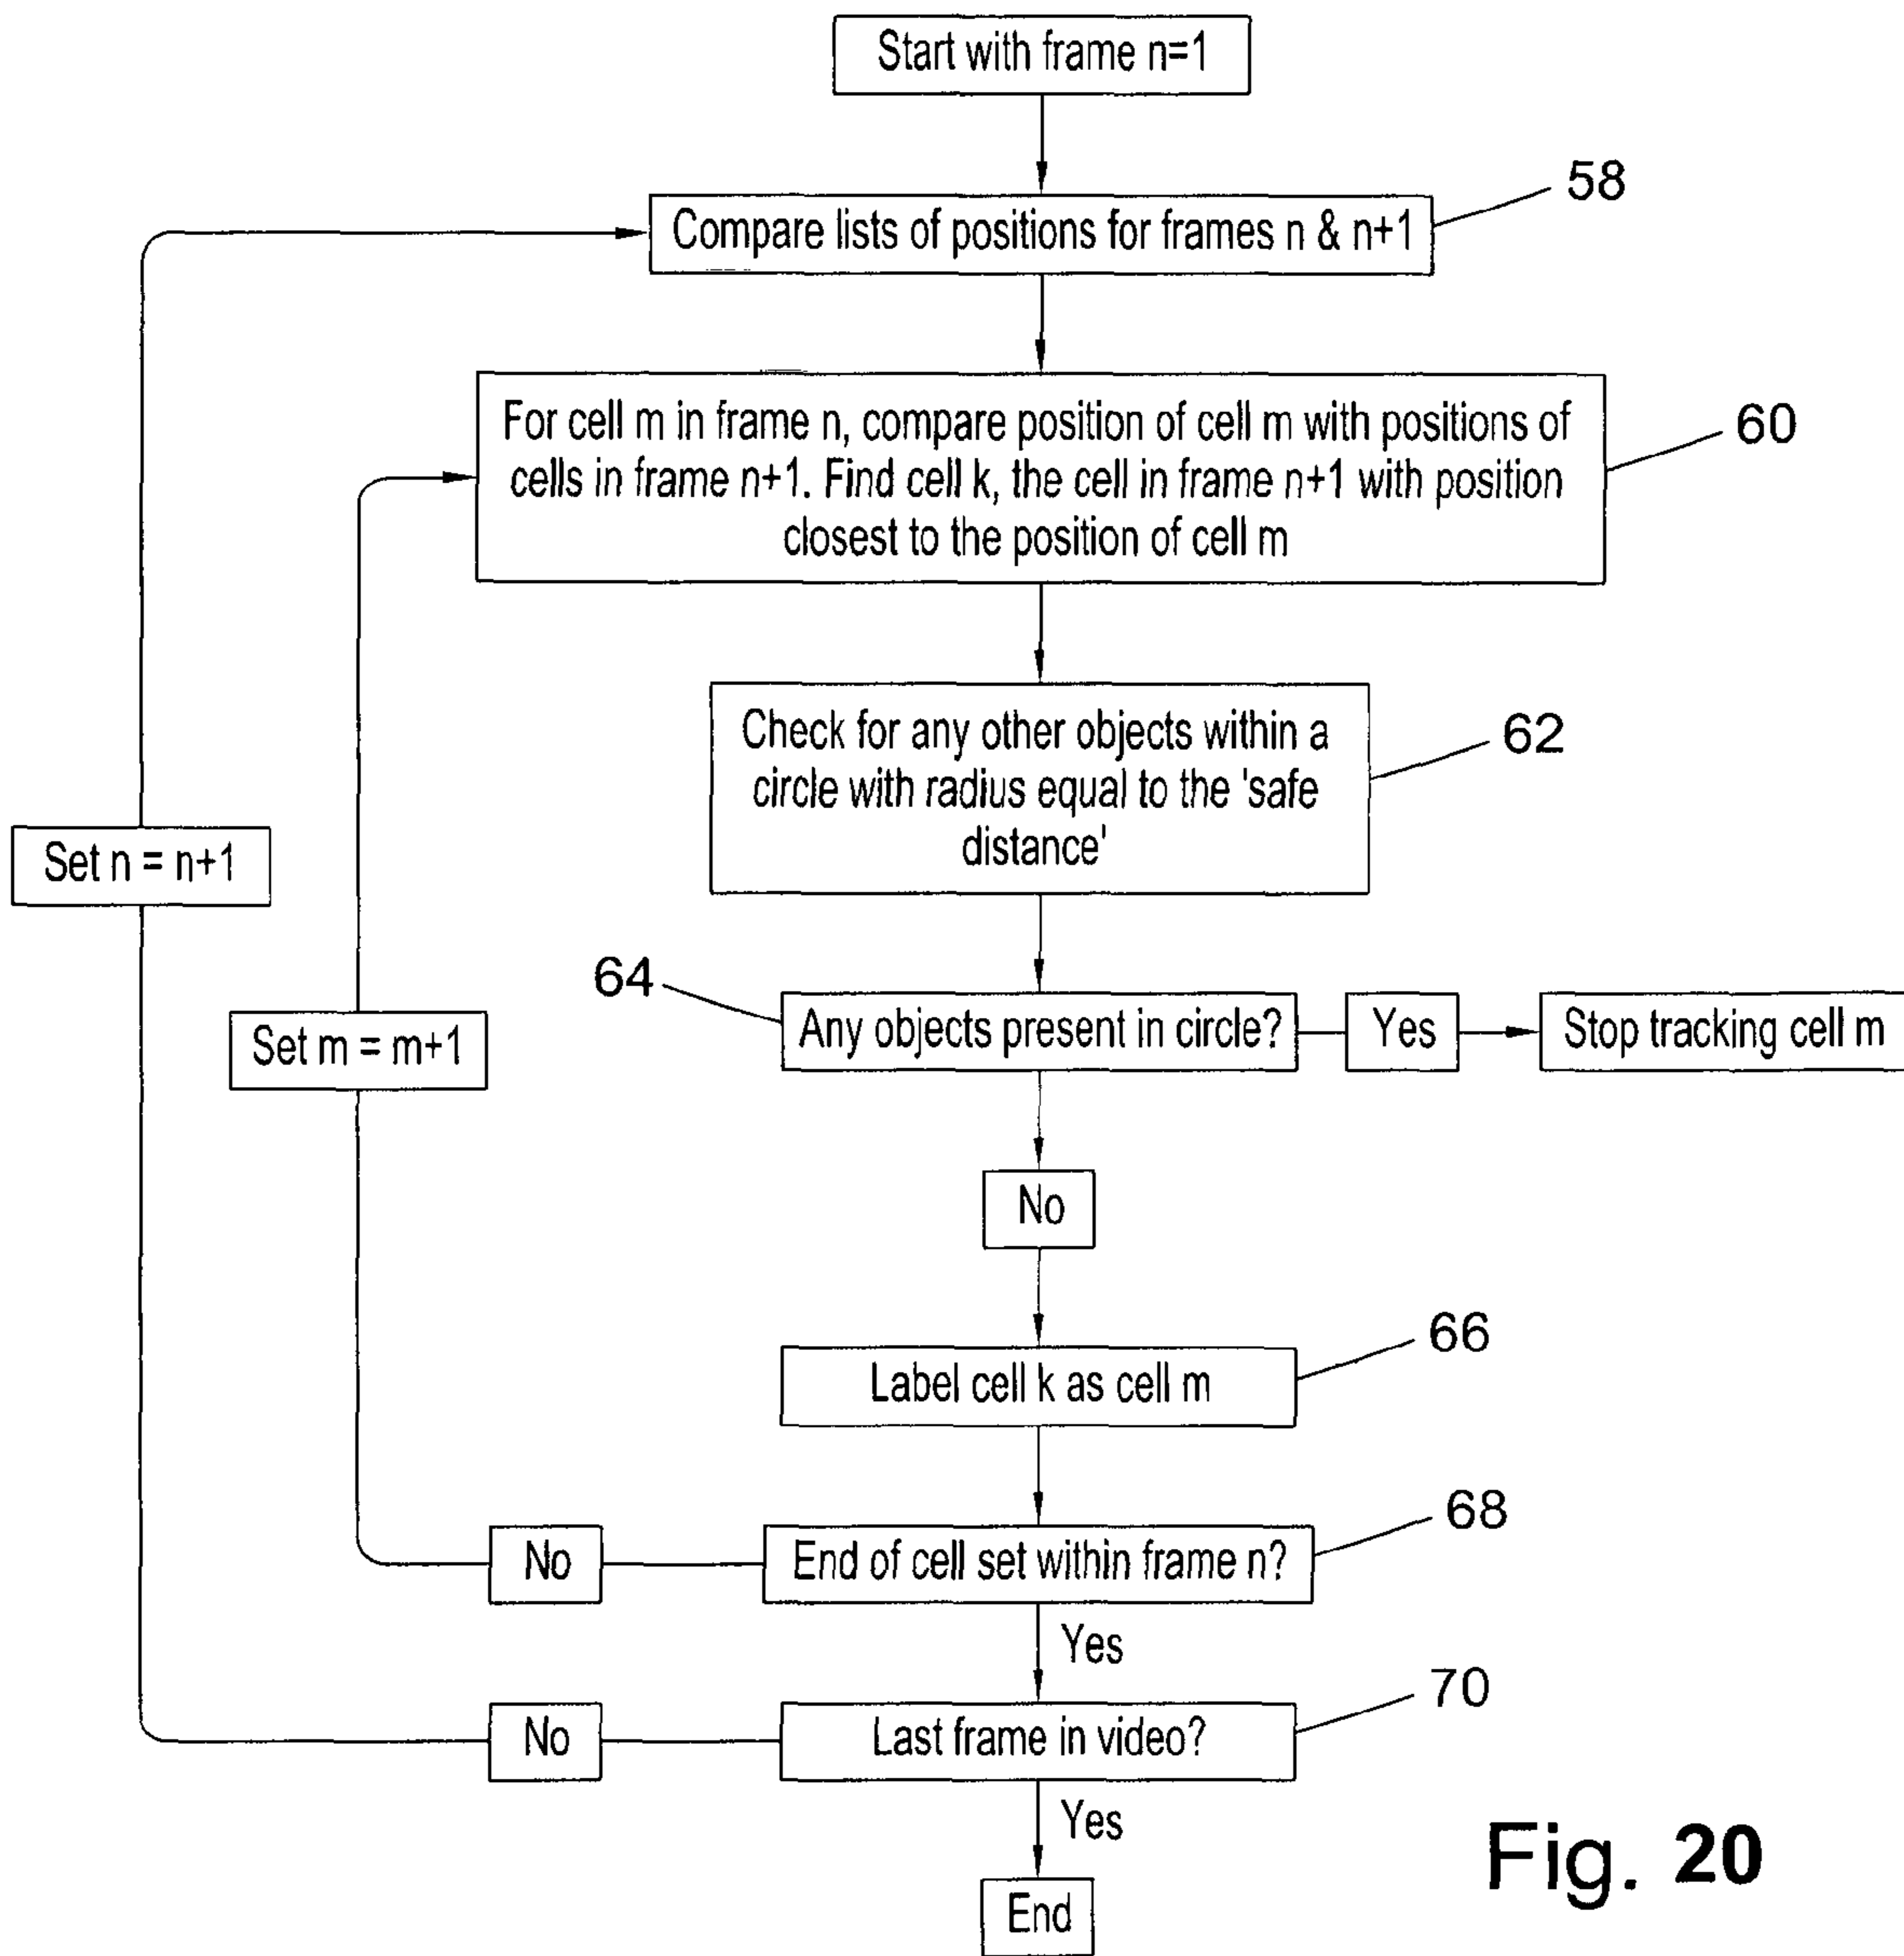 Start with frame n=1
58
Compare lists of positions for frames n & n+1
For cell m in frame n, compare position of cell m with positions of
cells in frame n+1. Find cell k, the cell in frame n+1 with position
closest to the position of cell m
60
Check for any other objects within a
circle with radius equal to the 'safe
distance'
62
Set n = n+1
64
Any objects present in circle?
Yes
Stop tracking cell m
Set m = m+1
No
66
Label cell k as cell m
68
No
End of cell set within frame n?
Yes
70
No
Last frame in video?
Yes
End
Fig. 20